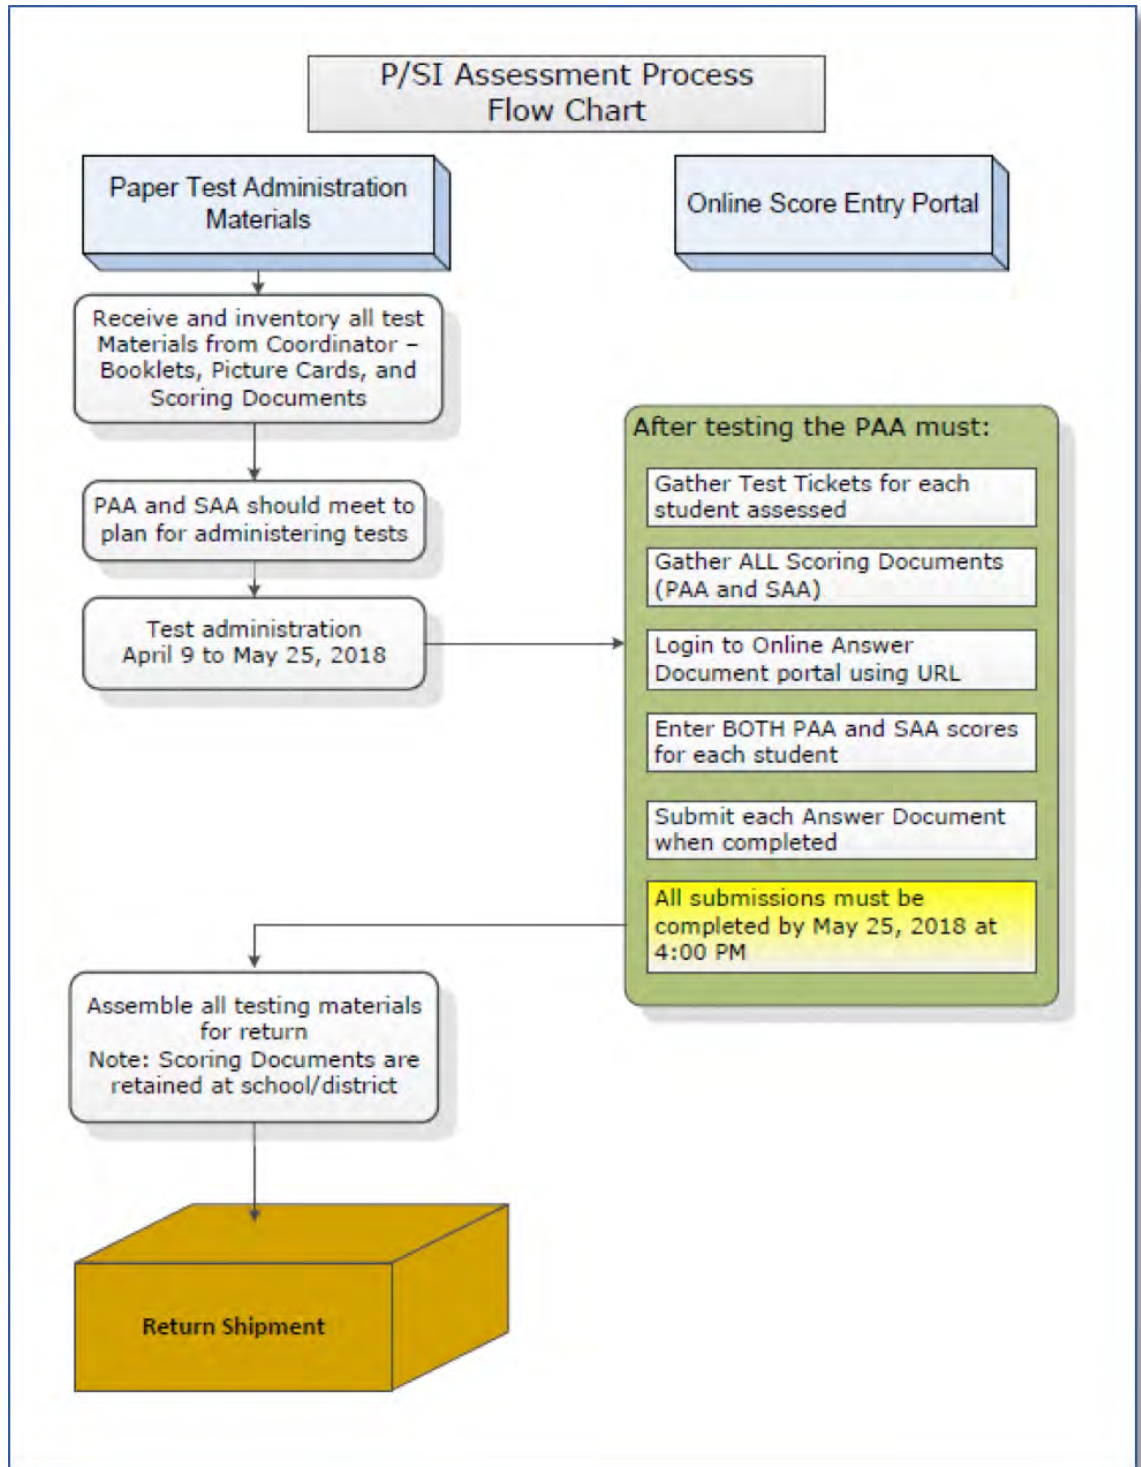 P/SI Assessment Process
Flow Chart
Paper Test Administration
Materials
Online Score Entry Portal
Receive and inventory all test
Materials from Coordinator –
Booklets, Picture Cards, and
Scoring Documents
PAA and SAA should meet to
plan for administering tests
Test administration
April 9 to May 25, 2018
After testing the PAA must:
Gather Test Tickets for each
student assessed
Gather ALL Scoring Documents
(PAA and SAA)
Login to Online Answer
Document portal using URL
Enter BOTH PAA and SAA scores
for each student
Submit each Answer Document
when completed
All submissions must be
completed by May 25, 2018 at
4:00 PM
Assemble all testing materials
for return
Note: Scoring Documents are
retained at school/district
Return Shipment